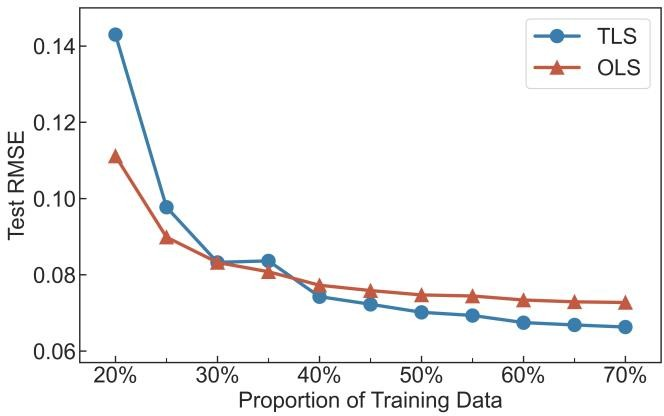 TLS
OLS
0.14
0.12
0.10
0.08
0.06
Test RMSE
20% 30% 40% 50% 60% 70%
Proportion of Training Data